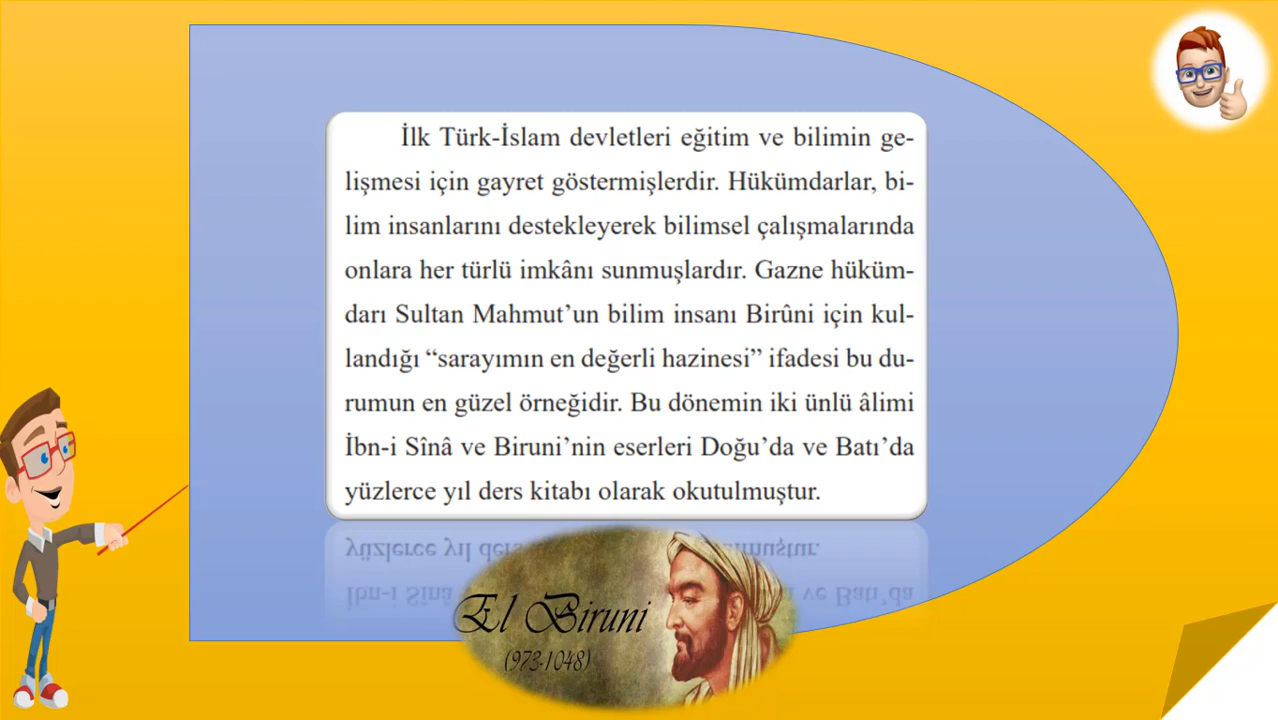 İlk Türk-İslam devletleri eğitim ve bilimin ge-
lişmesi için gayret göstermişlerdir. Hükümdarlar, bi-
lim insanlarını destekleyerek bilimsel çalışmalarında
onlara her türlü imkânı sunmuşlardır. Gazne hüküm-
darı Sultan Mahmut’un bilim insanı Birûni için kul-
landığı “sarayımın en değerli hazinesi” ifadesi bu du-
rumun en güzel örneğidir. Bu dönemin iki ünlü âlimi
İbn-i Sînâ ve Biruni’nin eserleri Doğu’da ve Batı’da
yüzlerce yıl ders kitabı olarak okutulmuştur.
El Biruni
(973-1048)